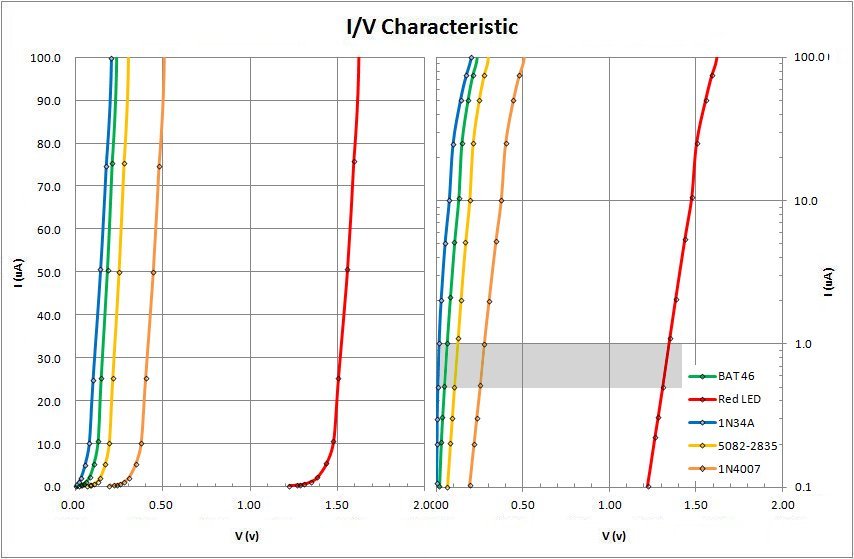 I/V Characteristic
100.0
90.0
80.0
70.0
60.0
50.0
40.0
30.0
20.0
10.0
0.0
I (uA)
0.00
0.50
1.00
1.50
2.00
V (v)
100.0
10.0
1.0
0.1
I (uA)
0.00
0.50
1.00
1.50
2.00
V (v)
BAT46
Red LED
1N34A
5082-2835
1N4007